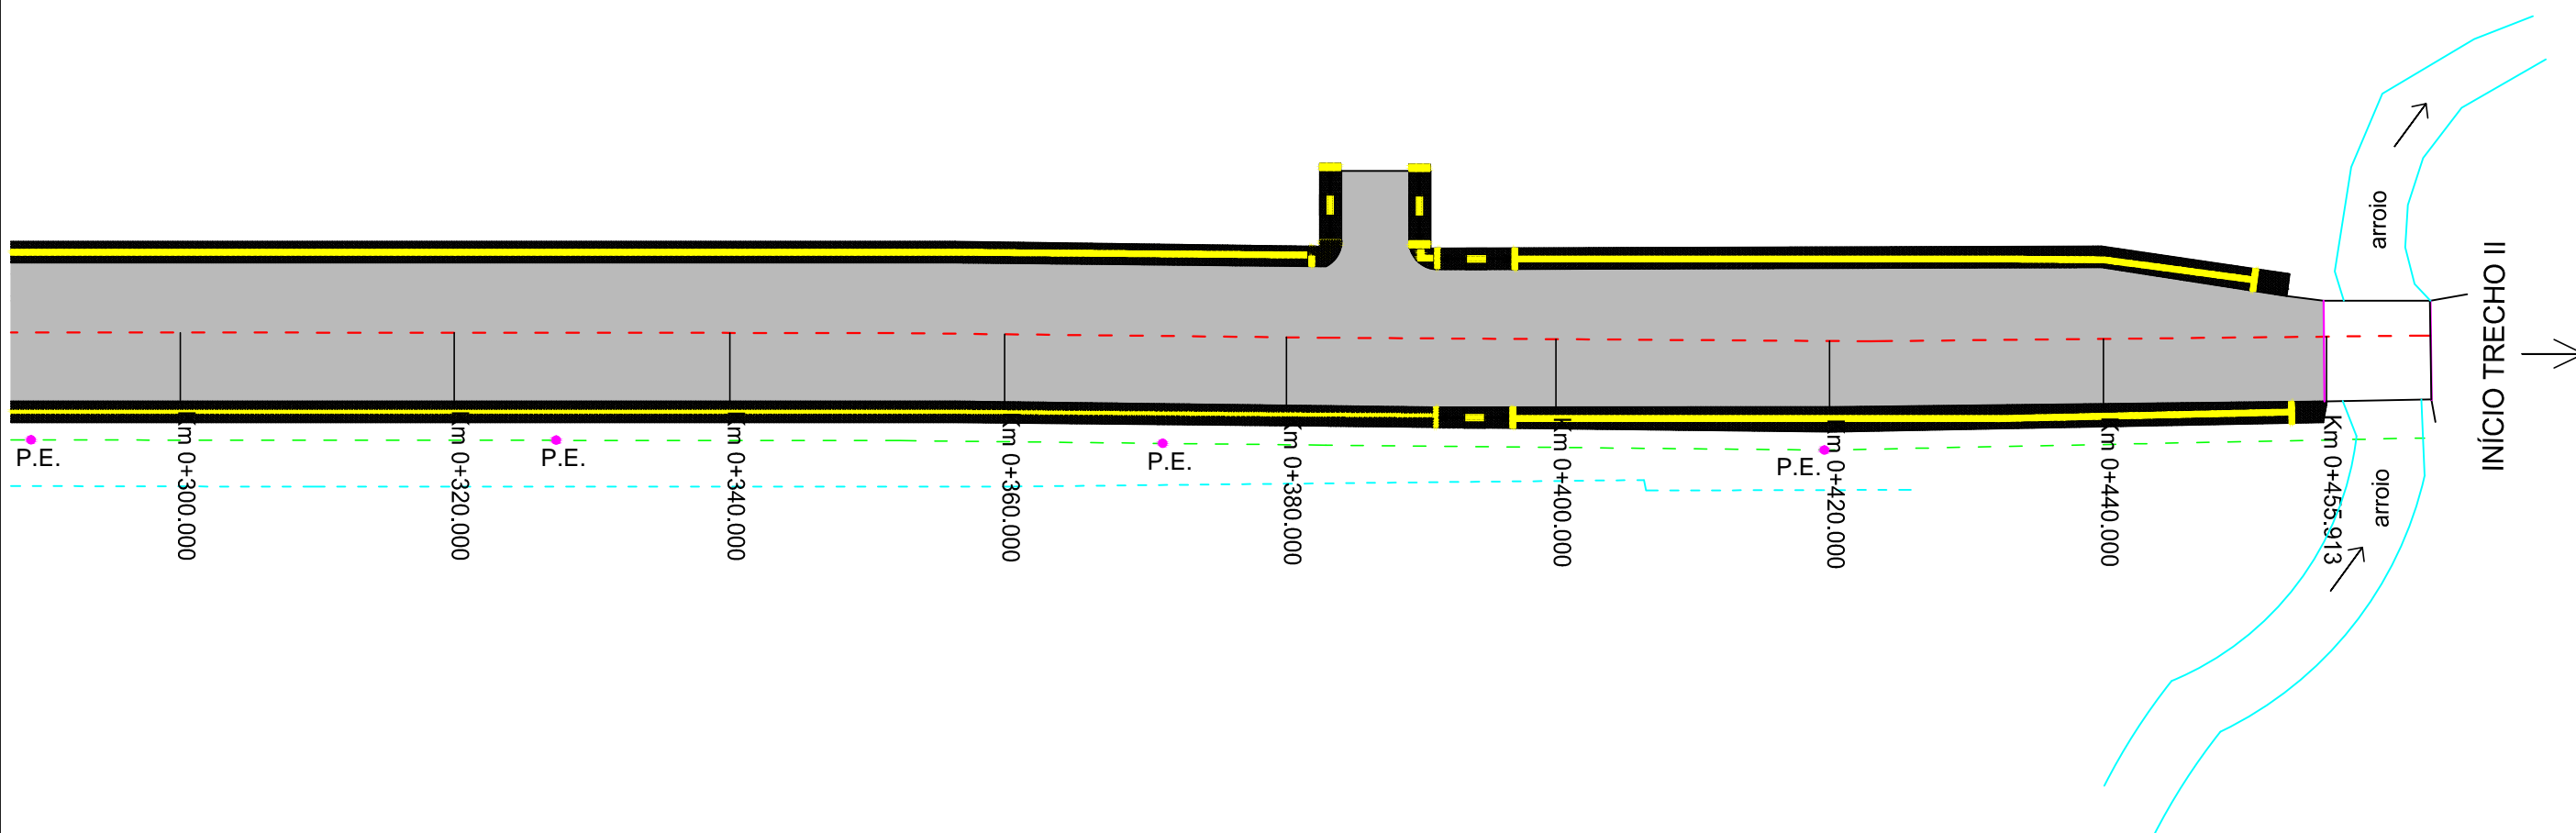 P.E.
Km 0+300.000
Km 0+320.000
P.E.
Km 0+340.000
Km 0+360.000
P.E.
Km 0+380.000
Km 0+400.000
P.E.
Km 0+420.000
Km 0+440.000
Km 0+455.913
arroio
arroio
INÍCIO TRECHO II